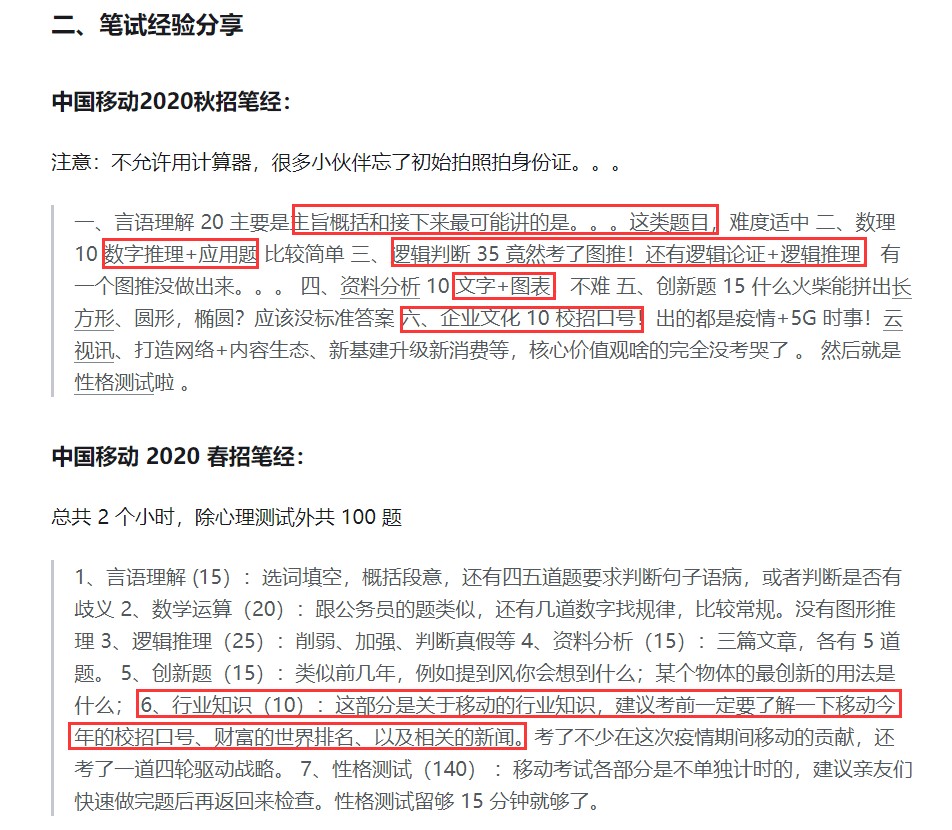 二、笔试经验分享
中国移动2020秋招笔经：
注意：不允许用计算器，很多小伙伴忘了初始拍照拍身份证。。。
一、言语理解 20 主要是主旨概括和接下来最可能讲的是。。。这类题目，难度适中 二、数理
10 数字推理+应用题 比较简单 三、逻辑判断 35 竟然考了图推！还有逻辑论证+逻辑推理 有
一个图推没做出来。。。 四、资料分析 10 文字+图表 不难 五、创新题 15 什么火柴能拼出长
方形、圆形，椭圆？应该没标准答案 六、企业文化 10 校招口号！ 出的都是疫情+5G 时事！云
视讯、打造网络+内容生态、新基建升级新消费等，核心价值观啥的完全没考哭了 。 然后就是
性格测试啦 。
中国移动 2020 春招笔经：
总共 2 个小时，除心理测试外共 100 题
1、言语理解 (15）：选词填空，概括段意，还有四五道题要求判断句子语病，或者判断是否有
歧义 2、数学运算（20）：跟公务员的题类似，还有几道数字找规律，比较常规。没有图形推
理 3、逻辑推理（25）：削弱、加强、判断真假等 4、资料分析（15）：三篇文章，各有 5 道
题。 5、创新题（15）：类似前几年，例如提到风你会想到什么；某个物体的最创新的用法是
什么； 6、行业知识（10）：这部分是关于移动的行业知识，建议考前一定要了解一下移动今
年的校招口号、财富的世界排名、以及相关的新闻。考了不少在这次疫情期间移动的贡献，还
考了一道四轮驱动战略。 7、性格测试（140）：移动考试各部分是不单独计时的，建议亲友们
快速做完题后再返回来检查。性格测试留够 15 分钟就够了。